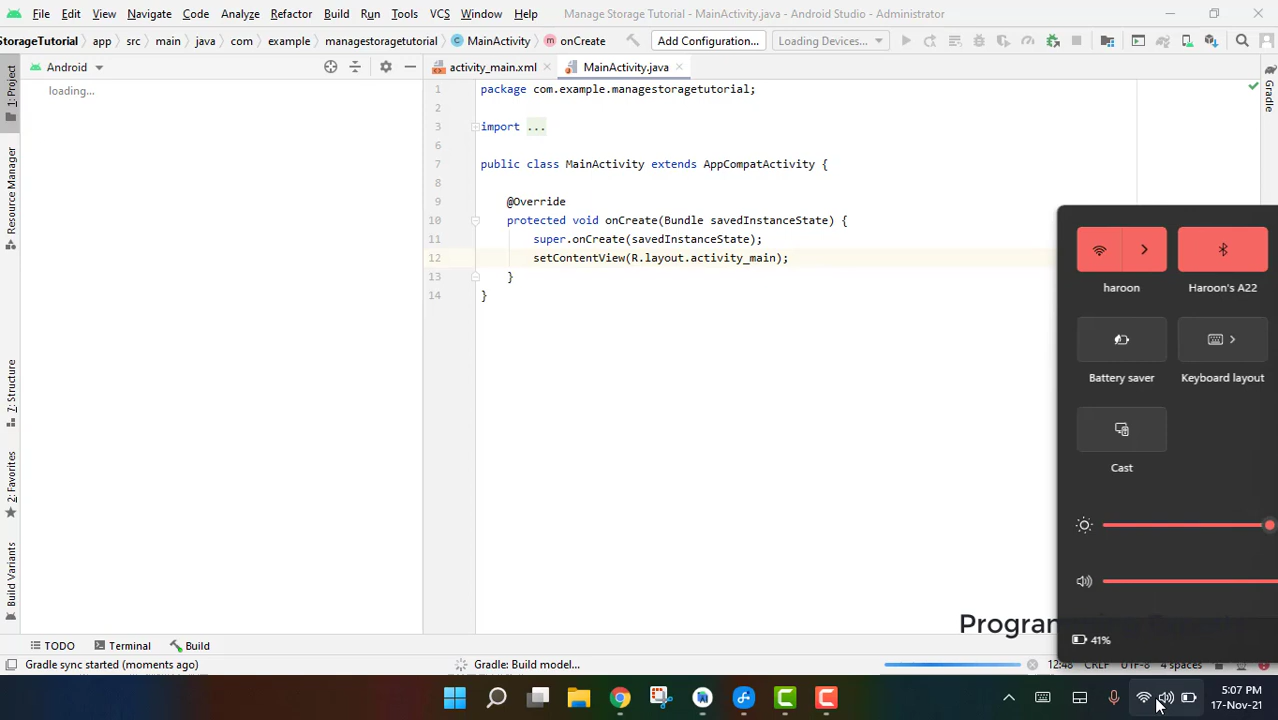 File Edit View Navigate Code Analyze Refactor Build Run Tools VCS Window Help Manage Storage Tutorial - MainActivity.java - Android Studio - Administrator
StorageTutorial app src main java com example managestoragetutorial MainActivity onCreate Add Configuration... Loading Devices...
Android activity_main.xml MainActivity.java
loading...
1: Project
Resource Manager
7: Structure
2: Favorites
Build Variants
Gradle
1 package com.example.managestoragetutorial;
2
3 import ...
6
7 public class MainActivity extends AppCompatActivity {
8
9 @Override
10 protected void onCreate(Bundle savedInstanceState) {
11 super.onCreate(savedInstanceState);
12 setContentView(R.layout.activity_main);
13 }
14 }
haroon Haroon's A22
Battery saver Keyboard layout
Cast
41%
TODO Terminal Build
Gradle sync started (moments ago) Gradle: Build model... 12:48 CRLF UTF-8 4 spaces
5:07 PM
17-Nov-21